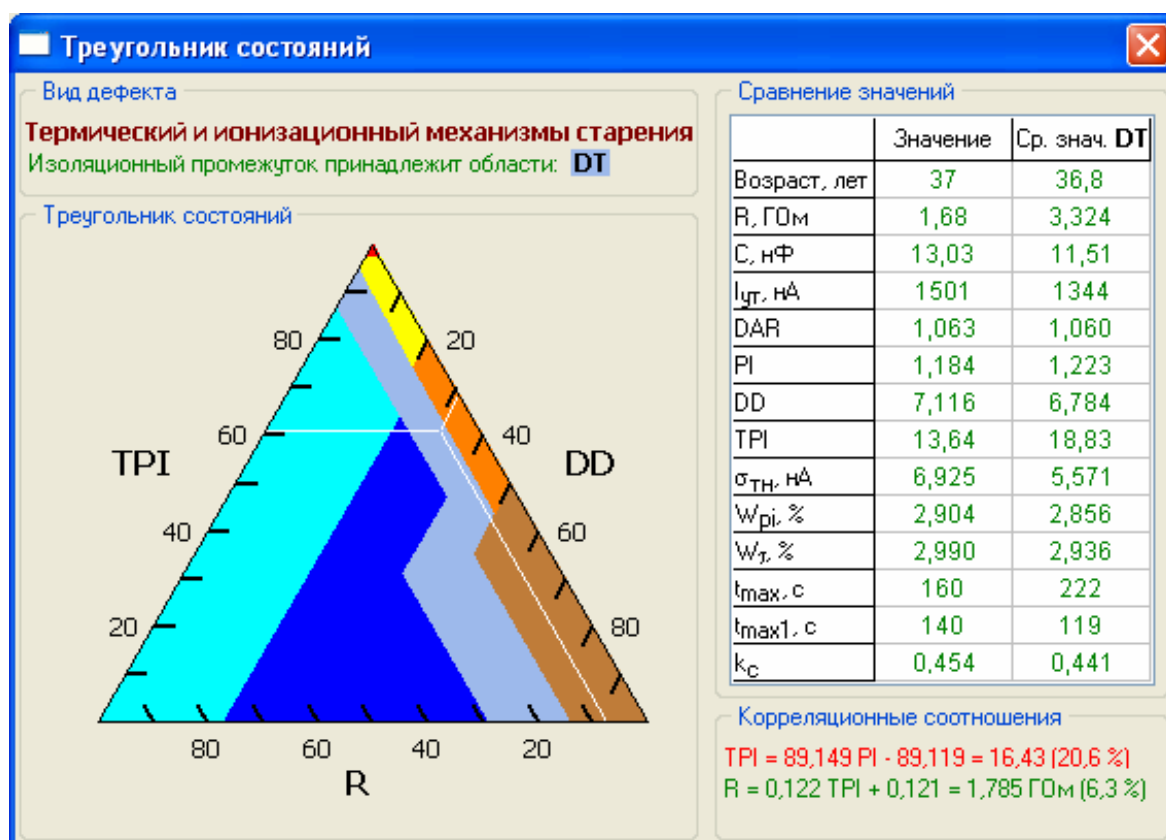 Треугольник состояний
Вид дефекта
Термический и ионизационный механизмы старения
Изоляционный промежуток принадлежит области: DT
Треугольник состояний
80
20
60
40
TPI
DD
40
60
20
80
80 60 40 20
R
Сравнение значений
Значение Ср. знач. DT
Возраст, лет 37 36,8
R, ГОм 1,68 3,324
C, нФ 13,03 11,51
Iут, нА 1501 1344
DAR 1,063 1,060
PI 1,184 1,223
DD 7,116 6,784
TPI 13,64 18,83
σтн, нА 6,925 5,571
Wpi, % 2,904 2,856
Wт, % 2,990 2,936
tmax, с 160 222
tmax1, с 140 119
kc 0,454 0,441
Корреляционные соотношения
TPI = 89,149 PI - 89,119 = 16,43 (20,6 %)
R = 0,122 TPI + 0,121 = 1,785 ГОм (6,3 %)